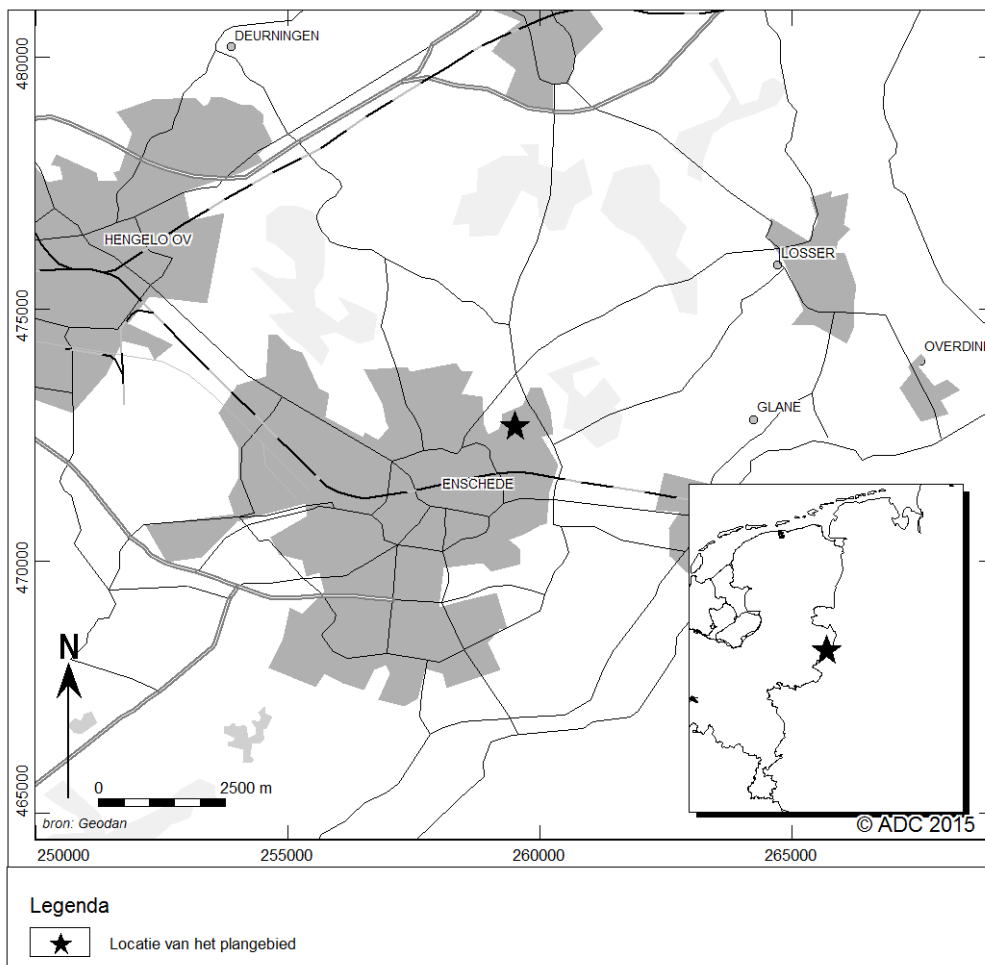 DEURNINGEN
480000
HENGELO OV
LOSSER
475000
OVERDINK
GLANE
ENSCHEDE
470000
N
0 2500 m
465000
bron: Geodan
© ADC 2015
250000 255000 260000 265000
Legenda
Locatie van het plangebied